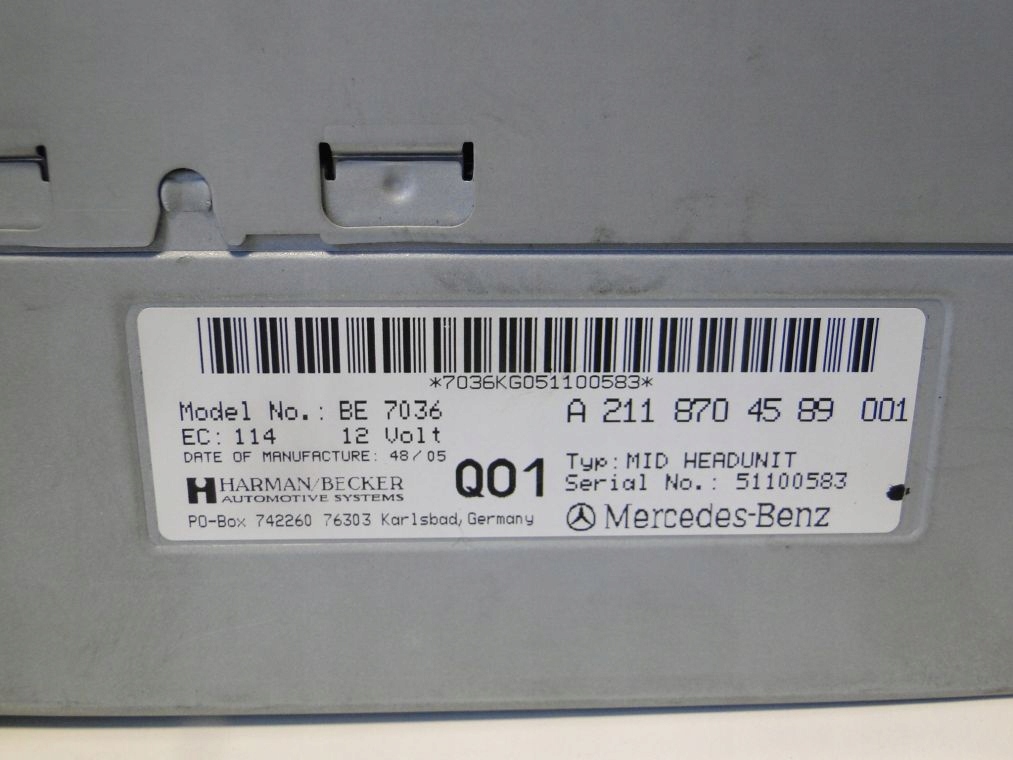 *7036KG051100583*
Model No.: BE 7036
A 211 870 45 89 001
EC: 114 12 Volt
DATE OF MANUFACTURE: 48/05
Q01
Typ: MID HEADUNIT
HARMAN/BECKER
AUTOMOTIVE SYSTEMS
Serial No.: 51100583
PO-Box 742260 76303 Karlsbad, Germany
Mercedes-Benz